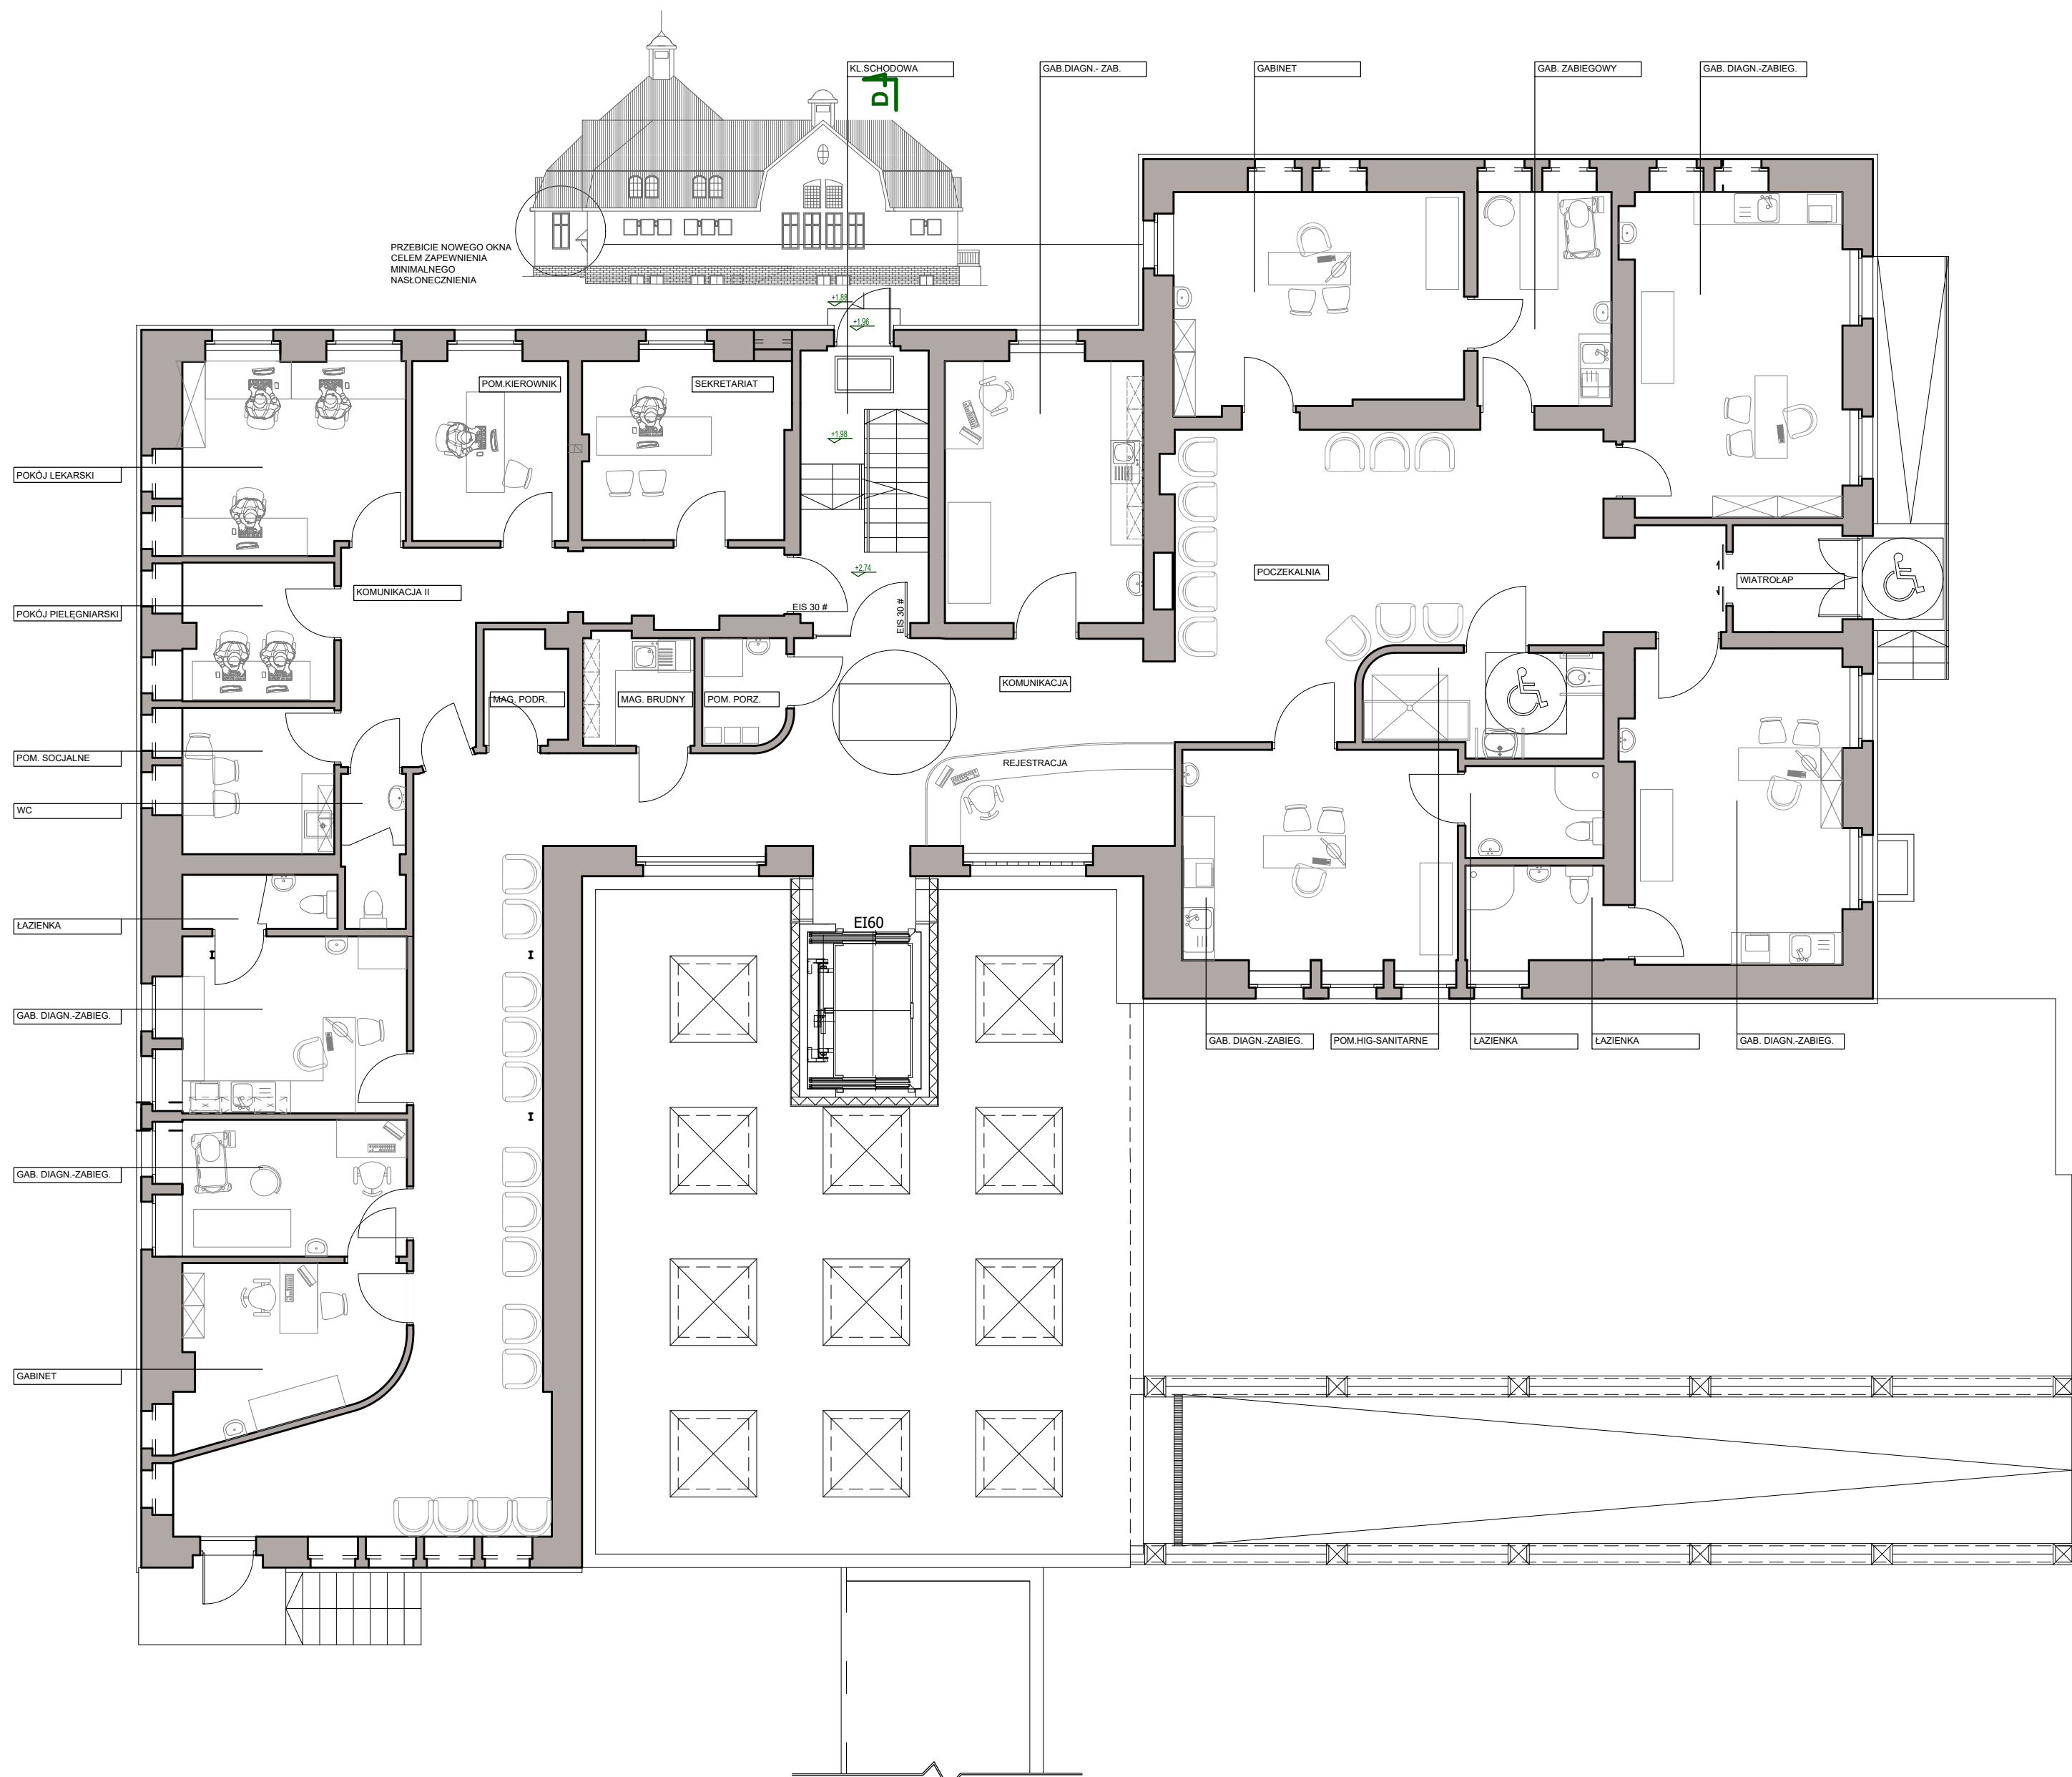 KL.SCHODOWA
GAB.DIAGN.- ZAB.
GABINET
GAB. ZABIEGOWY
GAB. DIAGN.-ZABIEG.
D
PRZEBICIE NOWEGO OKNA
CELEM ZAPEWNIENIA
MINIMALNEGO
NASŁONECZNIENIA
+1,88
+1,96
POM.KIEROWNIK
SEKRETARIAT
+1,98
POKÓJ LEKARSKI
+2,74
POCZEKALNIA
WIATROŁAP
KOMUNIKACJA II
EIS 30 #
EIS 30 #
POKÓJ PIELĘGNIARSKI
KOMUNIKACJA
MAG. PODR.
MAG. BRUDNY
POM. PORZ.
POM. SOCJALNE
REJESTRACJA
WC
ŁAZIENKA
EI60
GAB. DIAGN.-ZABIEG.
GAB. DIAGN.-ZABIEG.
POM.HIG-SANITARNE
ŁAZIENKA
ŁAZIENKA
GAB. DIAGN.-ZABIEG.
GAB. DIAGN.-ZABIEG.
GABINET